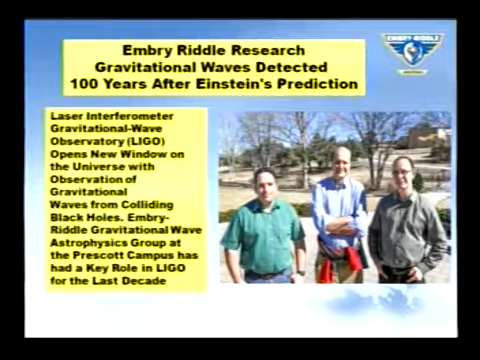 EMBRY-RIDDLE
Embry Riddle Research
Gravitational Waves Detected
100 Years After Einstein's Prediction
Laser Interferometer
Gravitational-Wave
Observatory (LIGO)
Opens New Window on
the Universe with
Observation of
Gravitational
Waves from Colliding
Black Holes. Embry-
Riddle Gravitational Wave
Astrophysics Group at
the Prescott Campus has
had a Key Role in LIGO
for the Last Decade